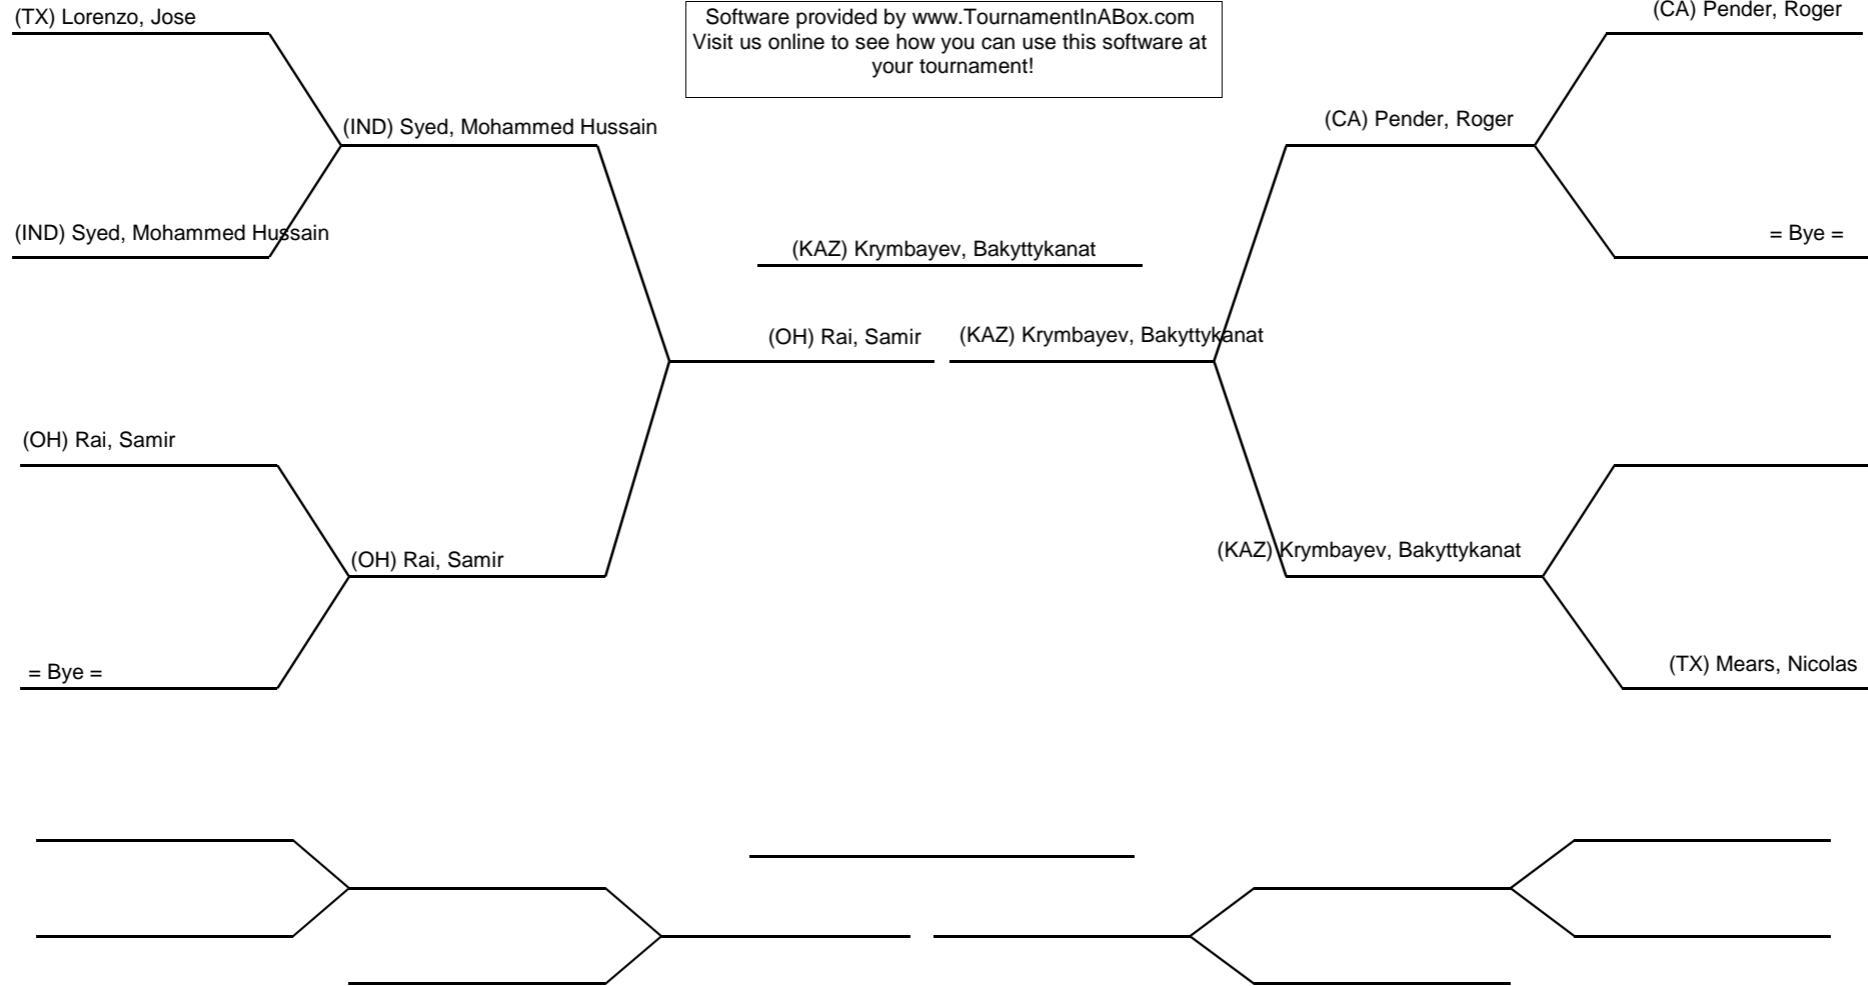 (TX) Lorenzo, Jose
Software provided by www.TournamentInABox.com
Visit us online to see how you can use this software at
your tournament!
(CA) Pender, Roger
(IND) Syed, Mohammed Hussain
(CA) Pender, Roger
(IND) Syed, Mohammed Hussain
(KAZ) Krymbayev, Bakyttykanat
= Bye =
(OH) Rai, Samir
(KAZ) Krymbayev, Bakyttykanat
(OH) Rai, Samir
(OH) Rai, Samir
(KAZ) Krymbayev, Bakyttykanat
= Bye =
(TX) Mears, Nicolas